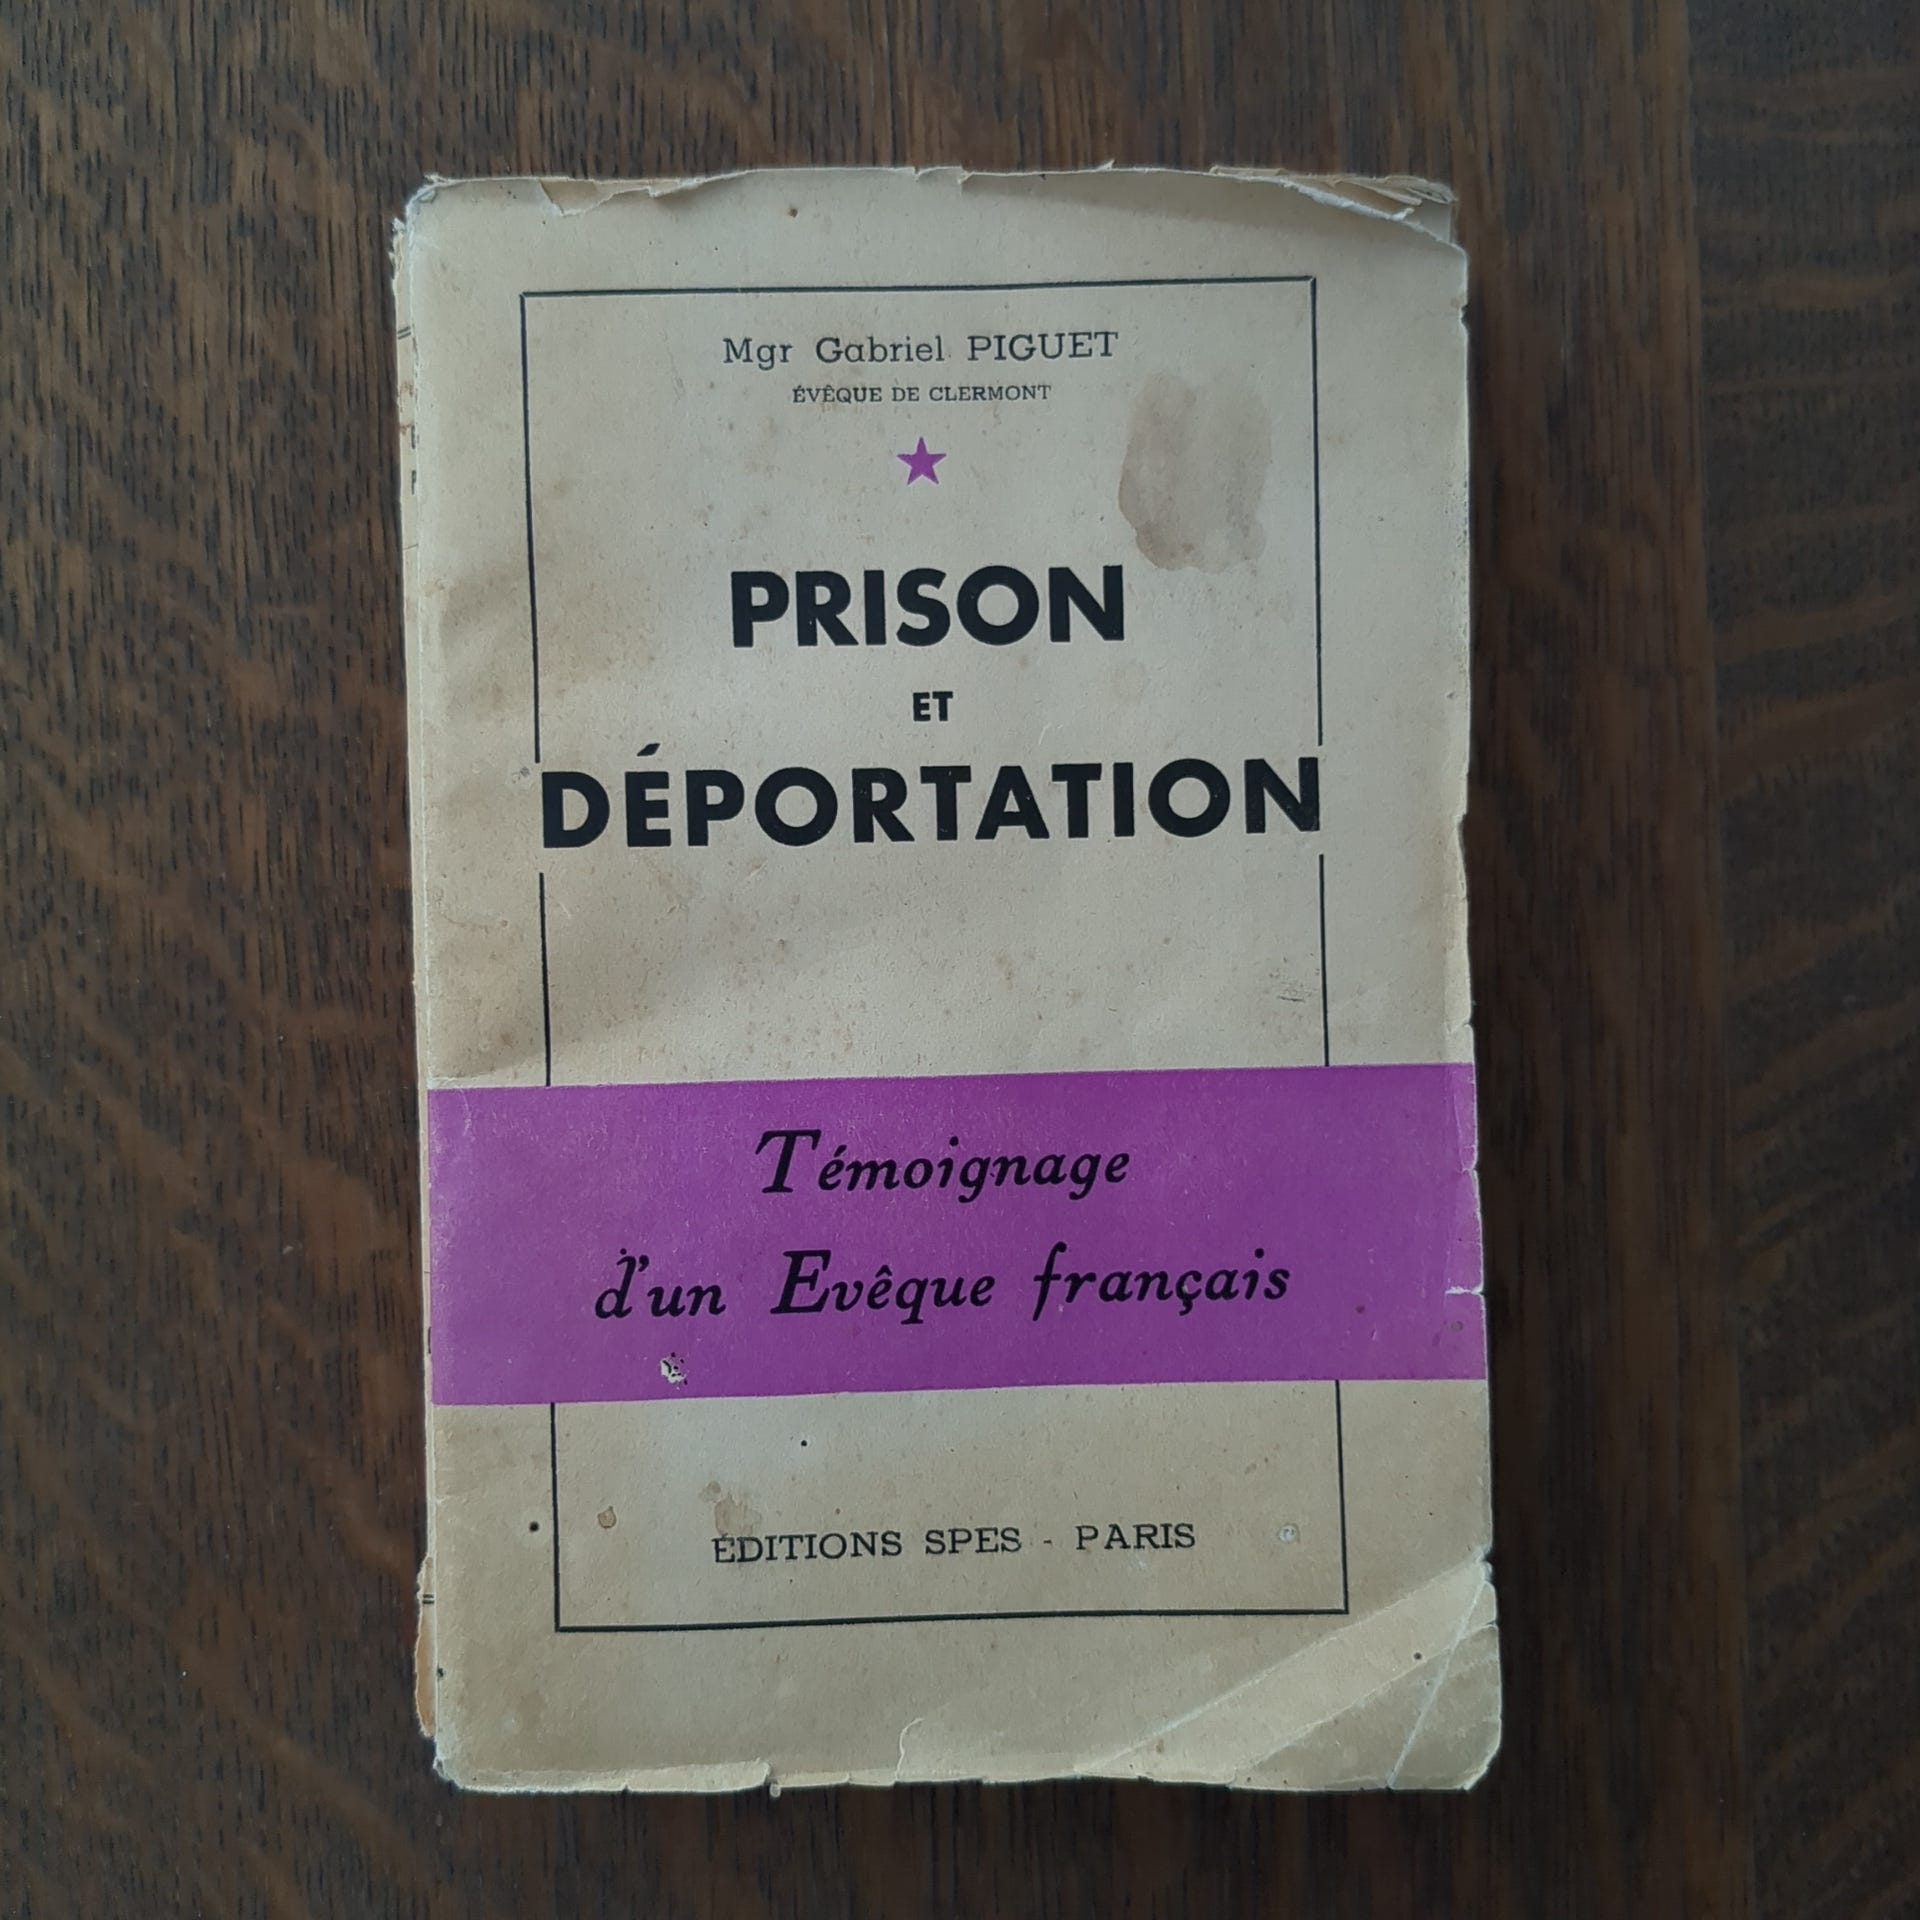 Mgr Gabriel PIGUET
ÉVÊQUE DE CLERMONT
PRISON
ET
DÉPORTATION
Témoignage
d'un Evêque français
ÉDITIONS SPES - PARIS